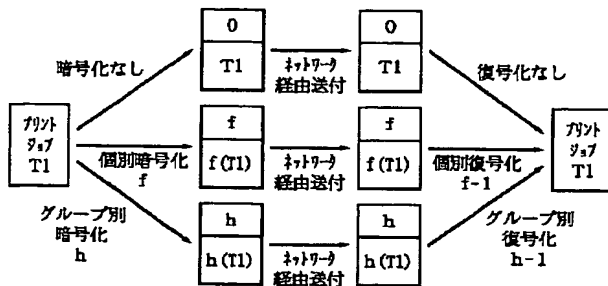 0
T1
ネットワーク
経由送付
0
T1
暗号化なし
復号化なし
プリント
ジョブ
T1
個別暗号化
f
f
f(T1)
ネットワーク
経由送付
f
f(T1)
個別復号化
f-1
プリント
ジョブ
T1
グループ別
暗号化
h
h
h(T1)
ネットワーク
経由送付
h
h(T1)
グループ別
復号化
h-1